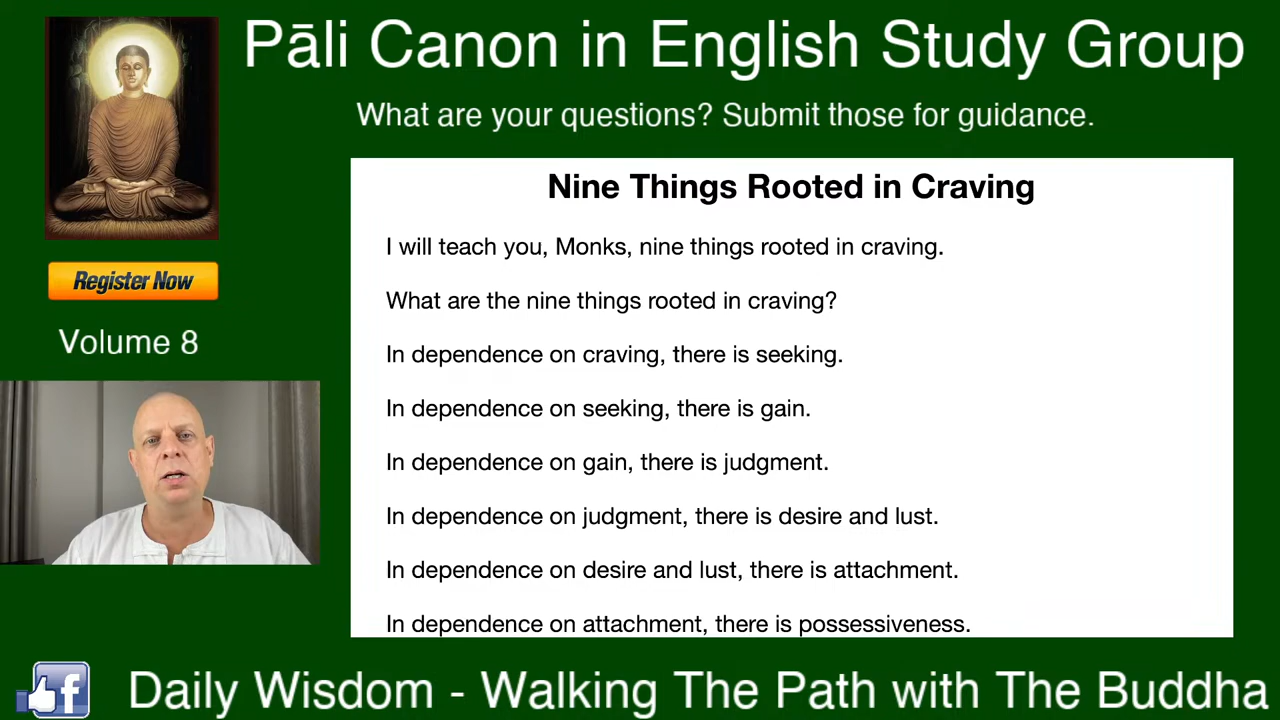 Pāli Canon in English Study Group
What are your questions? Submit those for guidance.
Register Now
Volume 8
Nine Things Rooted in Craving
I will teach you, Monks, nine things rooted in craving.
What are the nine things rooted in craving?
In dependence on craving, there is seeking.
In dependence on seeking, there is gain.
In dependence on gain, there is judgment.
In dependence on judgment, there is desire and lust.
In dependence on desire and lust, there is attachment.
In dependence on attachment, there is possessiveness.
f
Daily Wisdom - Walking The Path with The Buddha